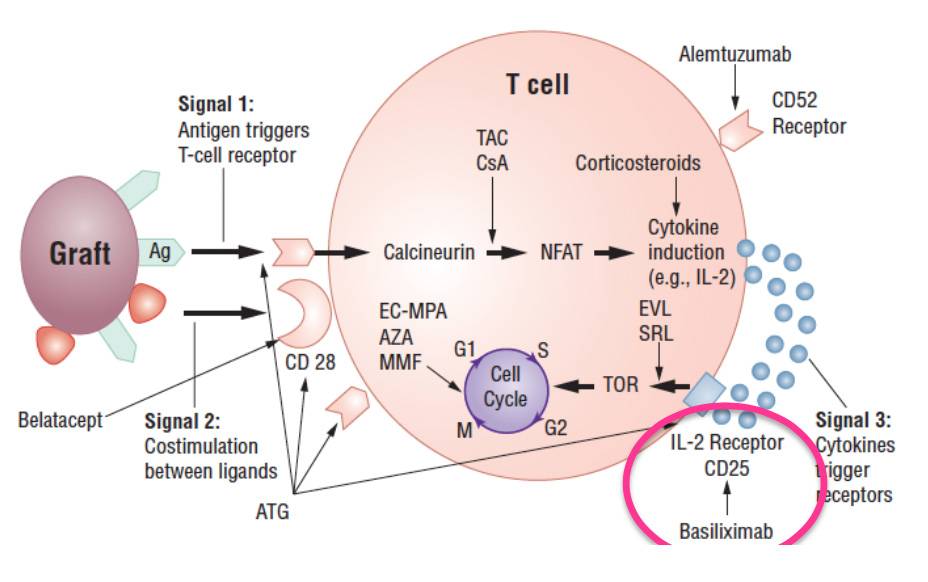 T cell
Alemtuzumab
CD52
Receptor
Signal 1:
Antigen triggers
T-cell receptor
TAC
CsA
Corticosteroids
Graft
Ag
Calcineurin
NFAT
Cytokine
induction
(e.g., IL-2)
EC-MPA
AZA
MMF
EVL
SRL
CD 28
G1
S
Cell
Cycle
M
G2
TOR
Belatacept
Signal 2:
Costimulation
between ligands
ATG
IL-2 Receptor
CD25
Basiliximab
Signal 3:
Cytokines
trigger
receptors